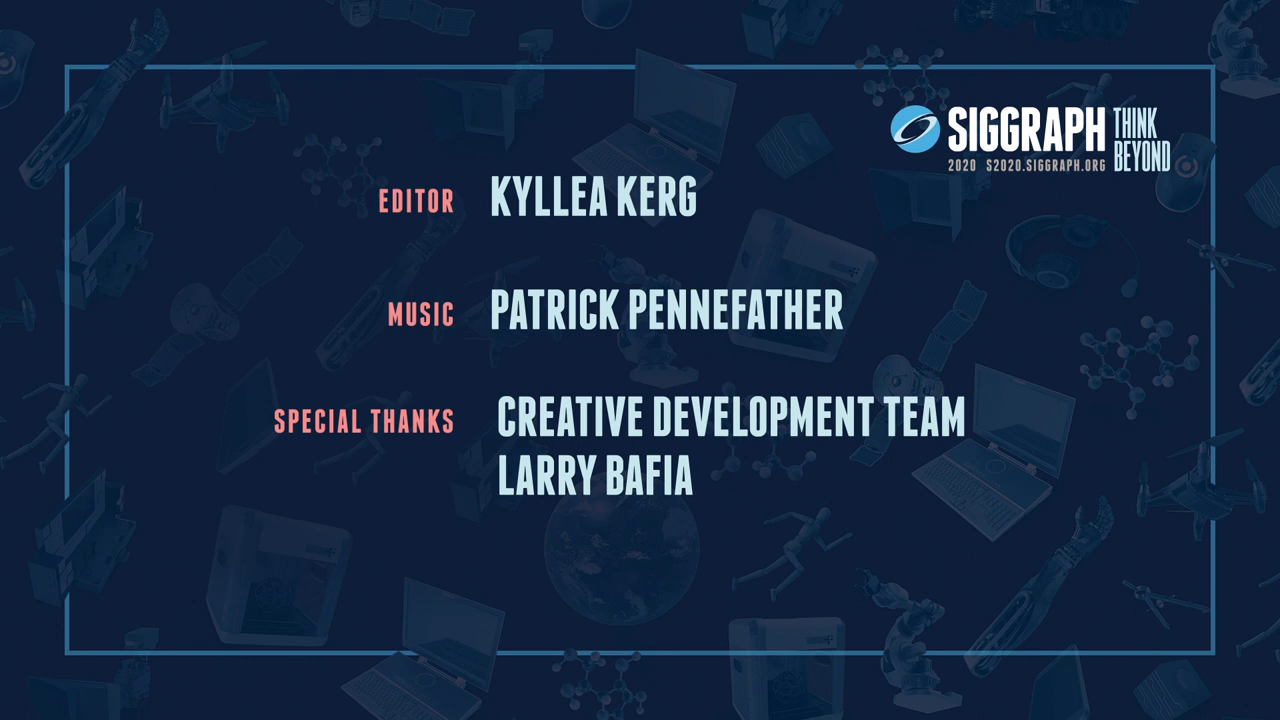 SIGGRAPH THINK BEYOND
2020 S2020.SIGGRAPH.ORG
EDITOR KYLLEA KERG
MUSIC PATRICK PENNEFATHER
SPECIAL THANKS CREATIVE DEVELOPMENT TEAM
LARRY BAFIA